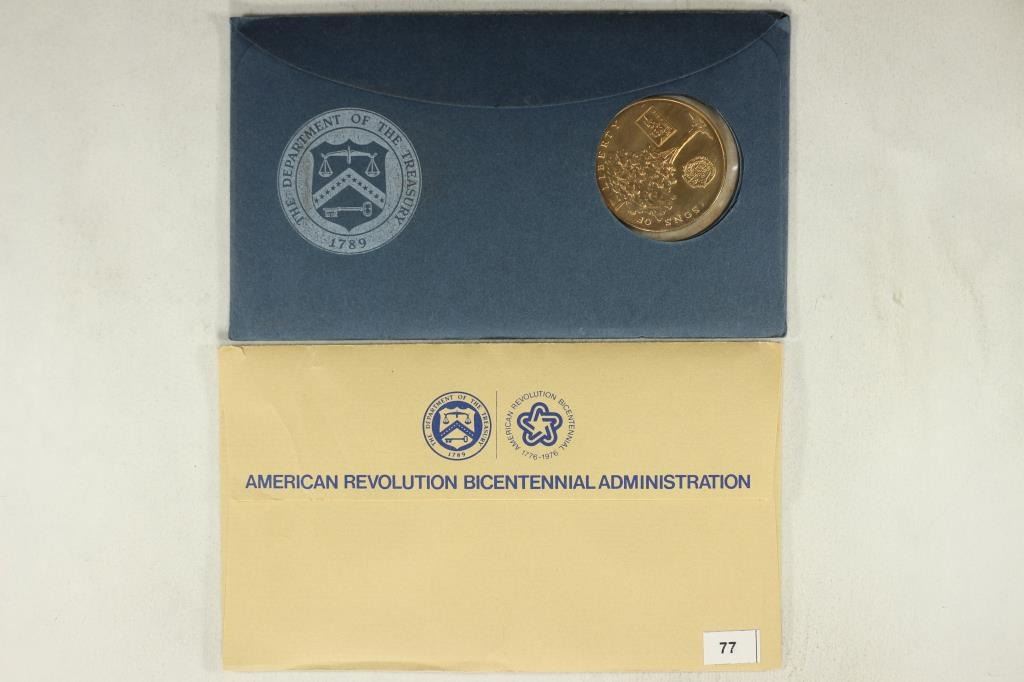 THE DEPARTMENT OF THE TREASURY
1789
SONS OF LIBERTY
THE DEPARTMENT OF THE TREASURY
1789
AMERICAN REVOLUTION BICENTENNIAL
1776-1976
AMERICAN REVOLUTION BICENTENNIAL ADMINISTRATION
77